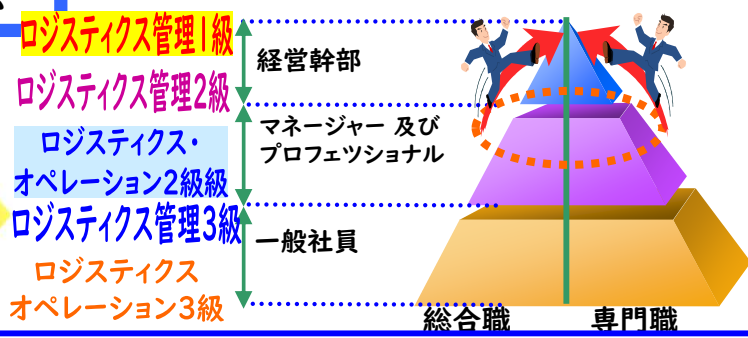 ロジスティクス管理1級
ロジスティクス管理2級
ロジスティクス・
オペレーション2級級
ロジスティクス管理3級
ロジスティクス
オペレーション3級
経営幹部
マネージャー 及び
プロフェツショナル
一般社員
総合職
専門職